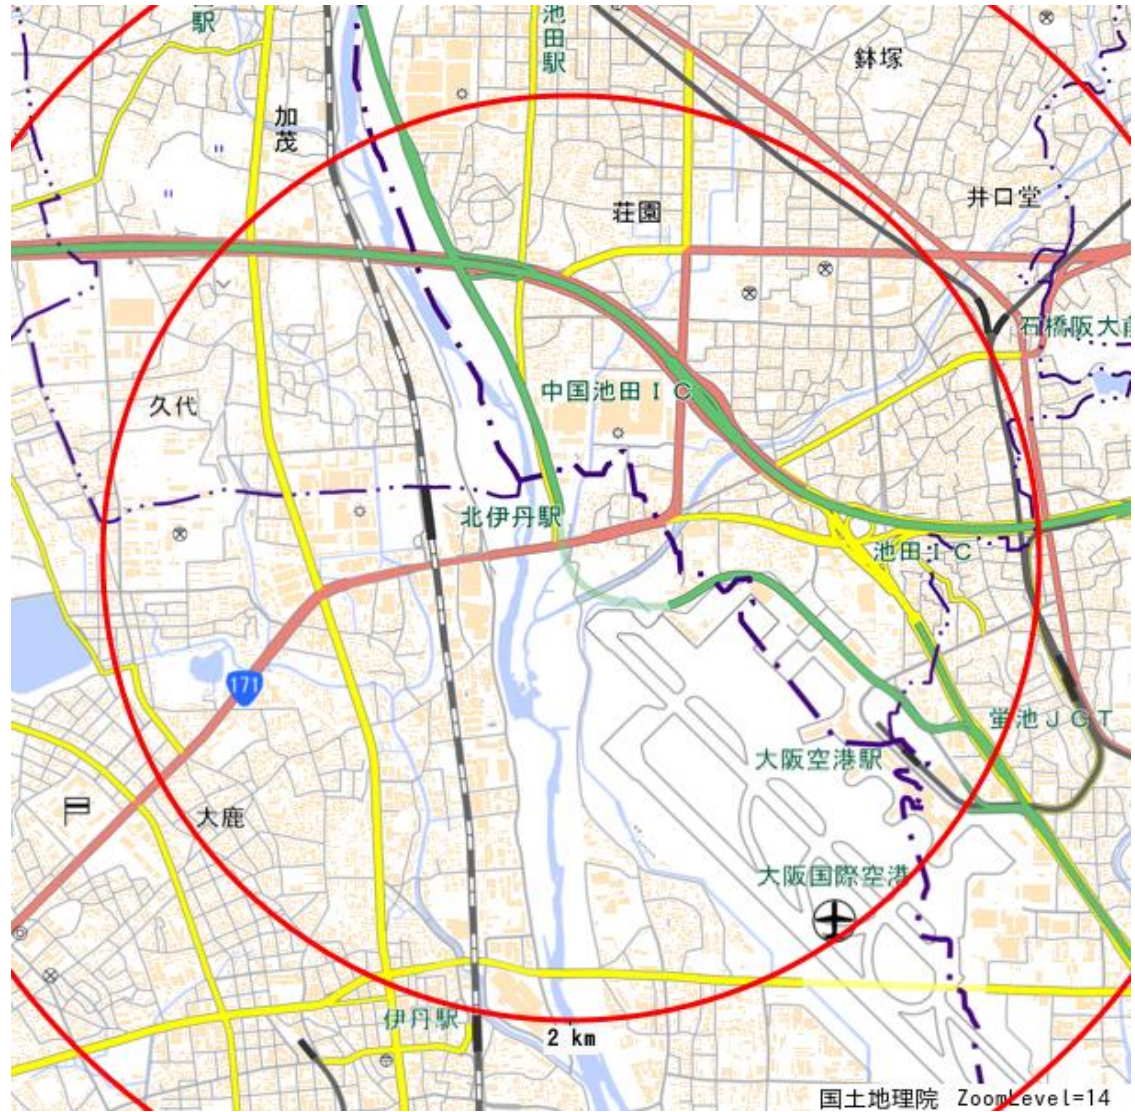 駅
池田駅
鉢塚
加茂
荘園
井口堂
石橋阪大前
中国池田IC
久代
北伊丹駅
池田IC
171
蛍池JCT
大阪空港駅
大鹿
大阪国際空港
伊丹駅
2 km
国土地理院 ZoomLevel=14